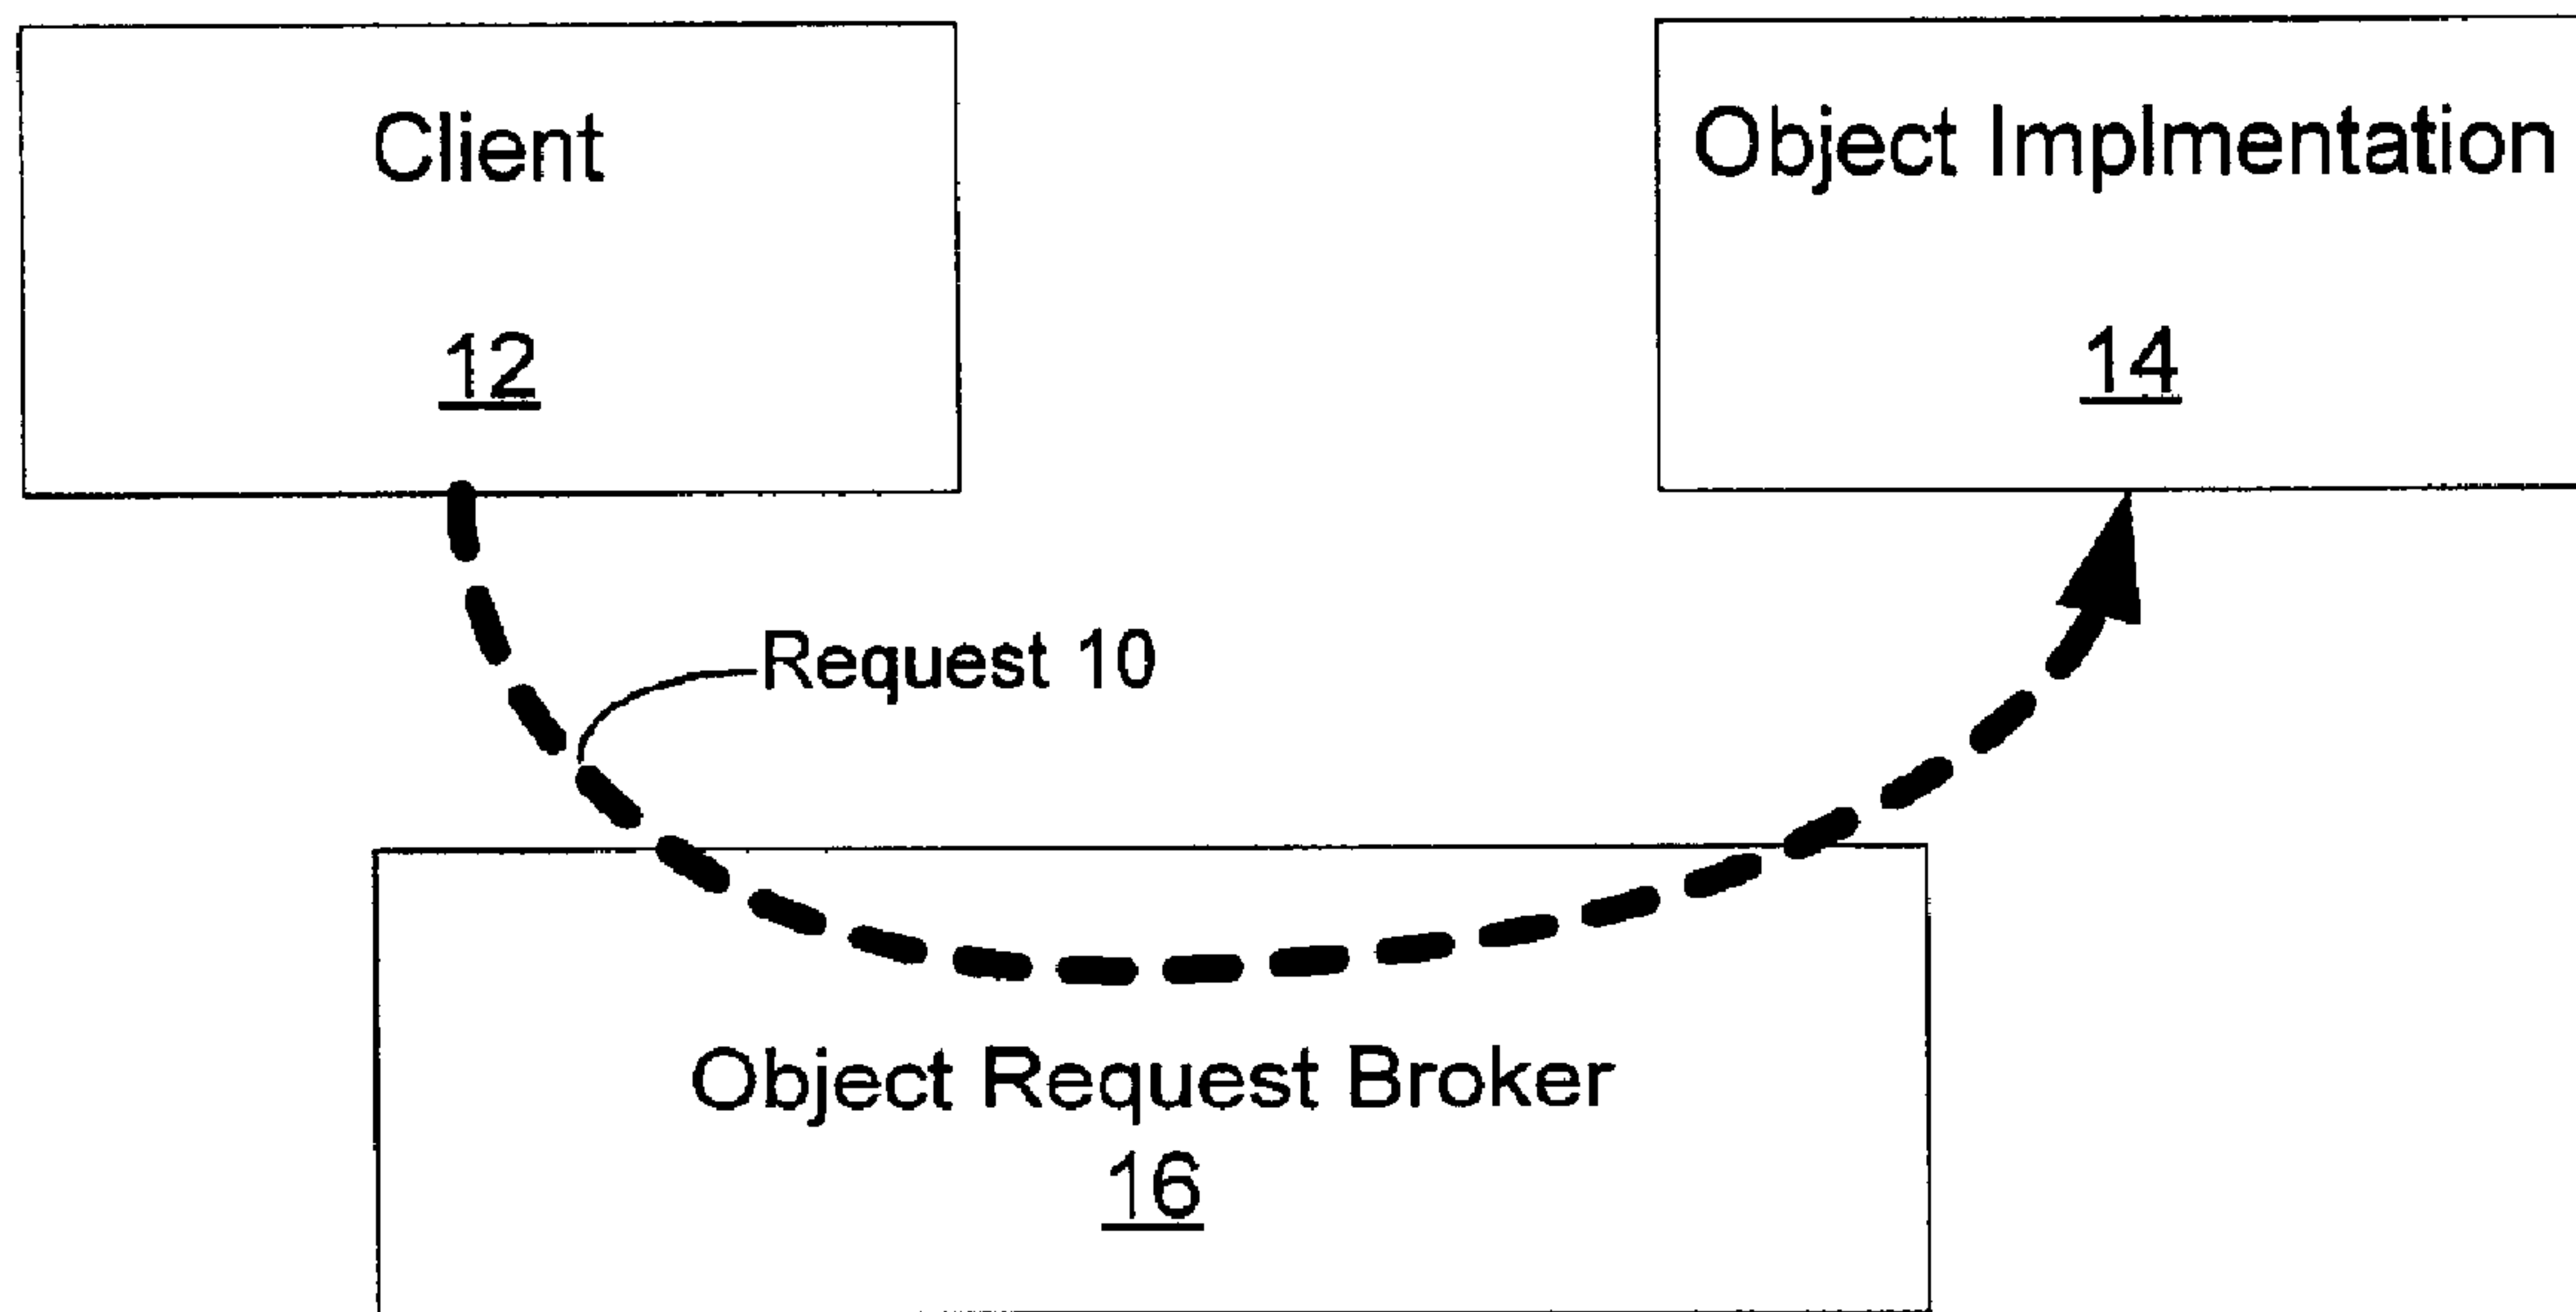 Client
12
Object Implmentation
14
Request 10
Object Request Broker
16